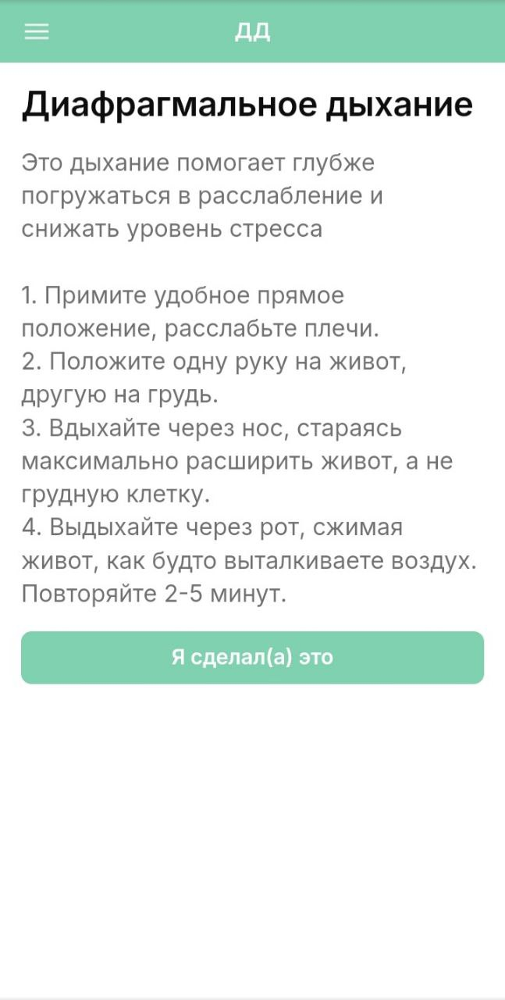 ДД
Диафрагмальное дыхание
Это дыхание помогает глубже
погружаться в расслабление и
снижать уровень стресса
1. Примите удобное прямое
положение, расслабьте плечи.
2. Положите одну руку на живот,
другую на грудь.
3. Вдыхайте через нос, стараясь
максимально расширить живот, а не
грудную клетку.
4. Выдыхайте через рот, сжимая
живот, как будто выталкиваете воздух.
Повторяйте 2-5 минут.
Я сделал(а) это